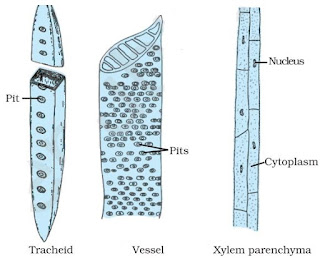 Nucleus
Pit
Pits
Cytoplasm
Tracheid
Vessel
Xylem parenchyma